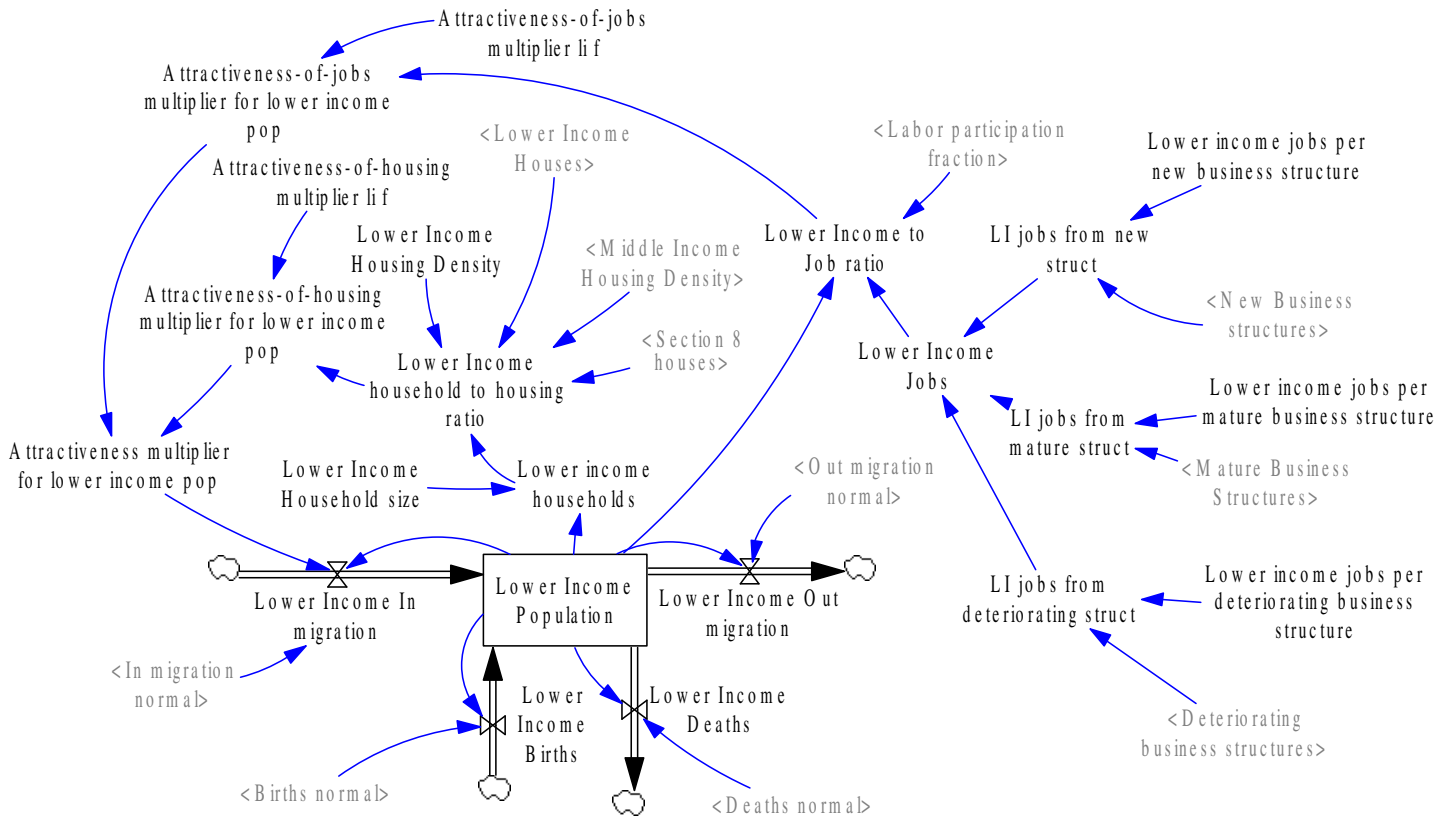 Attractiveness-of-jobs
multiplier lif
Attractiveness-of-jobs
multiplier for lower income
pop
<Lower Income
Houses>
<Labor participation
fraction>
Lower income jobs per
new business structure
Attractiveness-of-housing
multiplier lif
Lower Income
Housing Density
<Middle Income
Housing Density>
Lower Income to
Job ratio
LI jobs from new
struct
Attractiveness-of-housing
multiplier for lower income
pop
<New Business
structures>
<Section 8
houses>
Lower Income
household to housing
ratio
Lower Income
Jobs
Lower income jobs per
mature business structure
LI jobs from
mature struct
Attractiveness multiplier
for lower income pop
Lower Income
Household size
Lower income
households
<Out migration
normal>
<Mature Business
Structures>
Lower Income In
migration
Lower Income
Population
Lower Income Out
migration
LI jobs from
deteriorating struct
Lower income jobs per
deteriorating business
structure
<In migration
normal>
Lower
Income
Births
Lower Income
Deaths
<Deteriorating
business structures>
<Births normal>
<Deaths normal>